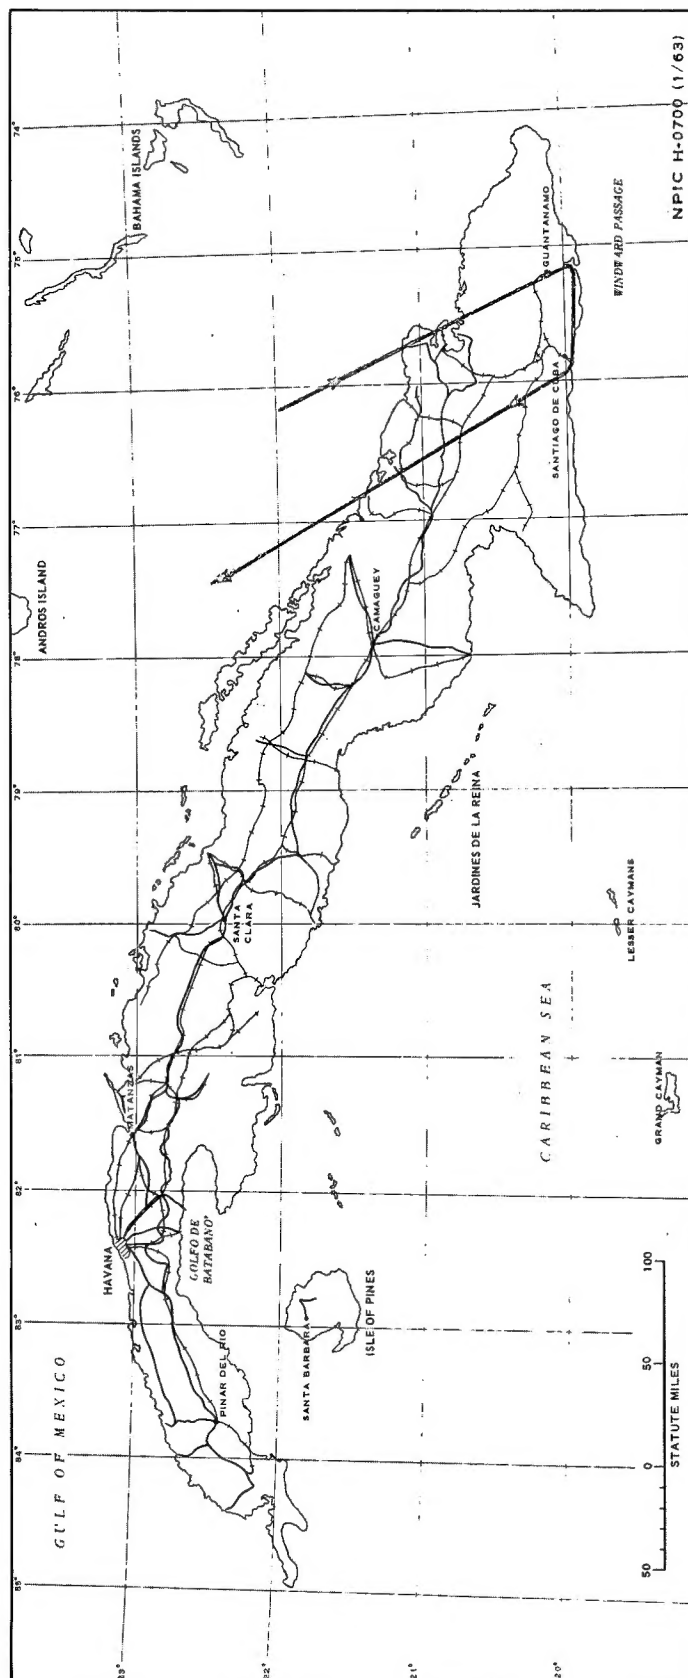 GULF OF MEXICO
HAVANA
MATANZAS
ANDROS ISLAND
BAHAMA ISLANDS
85°
84°
83°
82°
81°
80°
79°
78°
77°
76°
75°
74°
23°
22°
21°
20°
PINAR DEL RIO
GOLFO DE
BATABANO
SANTA BARBARA
ISLE OF PINES
SANTA
CLARA
CAMAGUEY
JARDINES DE LA REINA
CARIBBEAN SEA
GRAND CAYMAN
LESSER CAYMANS
SANTIAGO DE CUBA
GUANTANAMO
WINDWARD PASSAGE
50 0 50 100
STATUTE MILES
NPIC H-0700 (1/63)